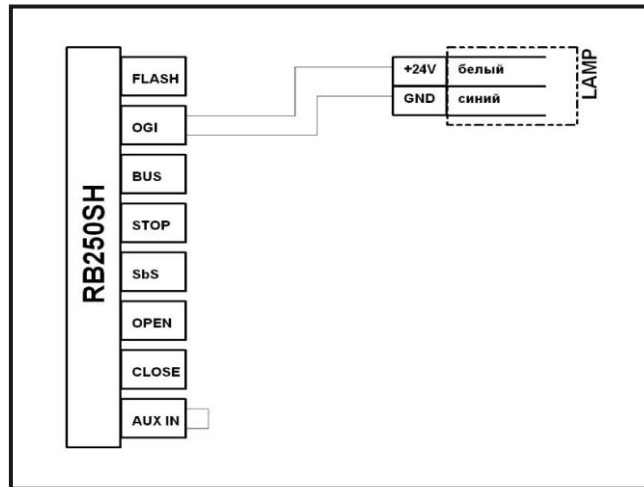 RB250SH
FLASH
OGI
BUS
STOP
SbS
OPEN
CLOSE
AUX IN
+24V белый
GND синий
LAMP